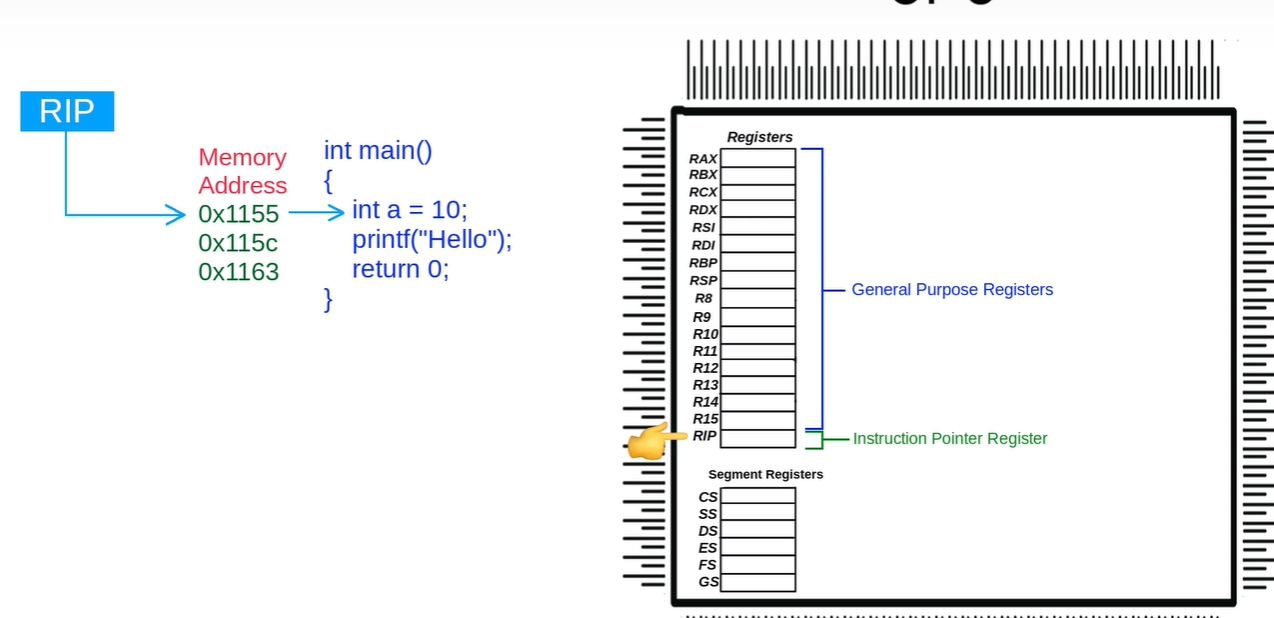 RIP
Memory
Address
0x1155
0x115c
0x1163
int main()
{
int a = 10;
printf("Hello");
return 0;
}
Registers
RAX
RBX
RCX
RDX
RSI
RDI
RBP
RSP
R8
R9
R10
R11
R12
R13
R14
R15
RIP
General Purpose Registers
Instruction Pointer Register
Segment Registers
CS
SS
DS
ES
FS
GS